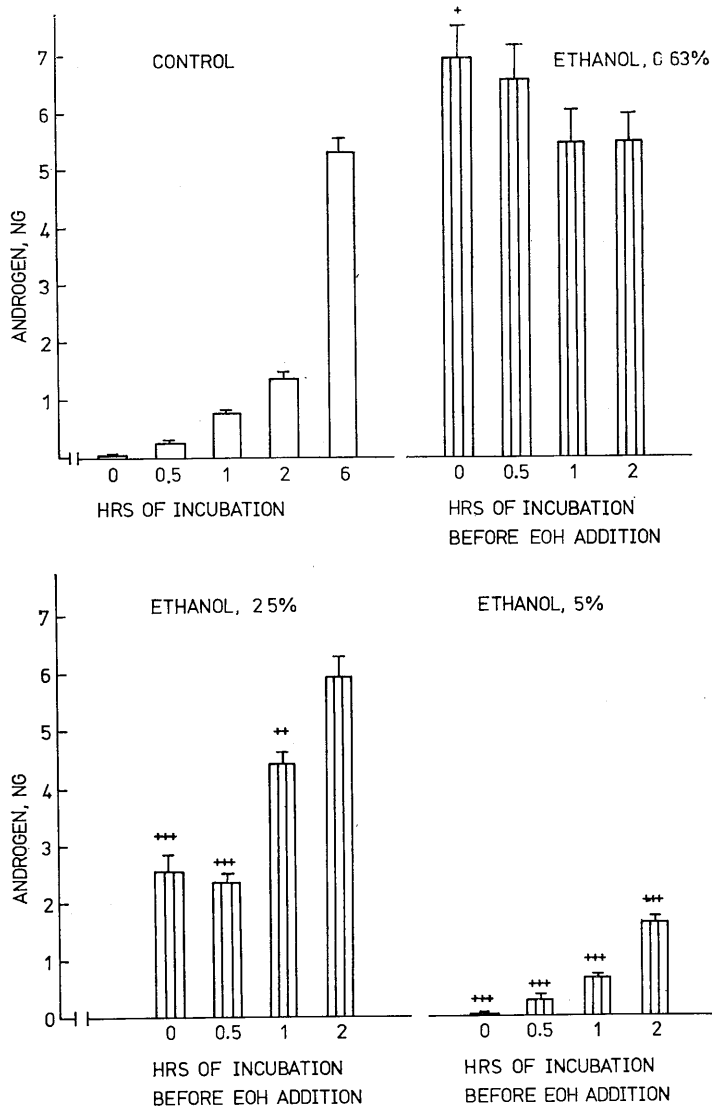 +
CONTROL
ETHANOL, 0 63%
7
6
5
4
3
2
1
ANDROGEN, NG
0 0.5 1 2 6
0 0.5 1 2
HRS OF INCUBATION
HRS OF INCUBATION
BEFORE EOH ADDITION
ETHANOL, 2 5%
ETHANOL, 5%
7
6
5
4
3
2
1
0
ANDROGEN, NG
+++
+++
++
+++
+++
+++
+++
0 0.5 1 2
0 0.5 1 2
HRS OF INCUBATION
BEFORE EOH ADDITION
HRS OF INCUBATION
BEFORE EOH ADDITION